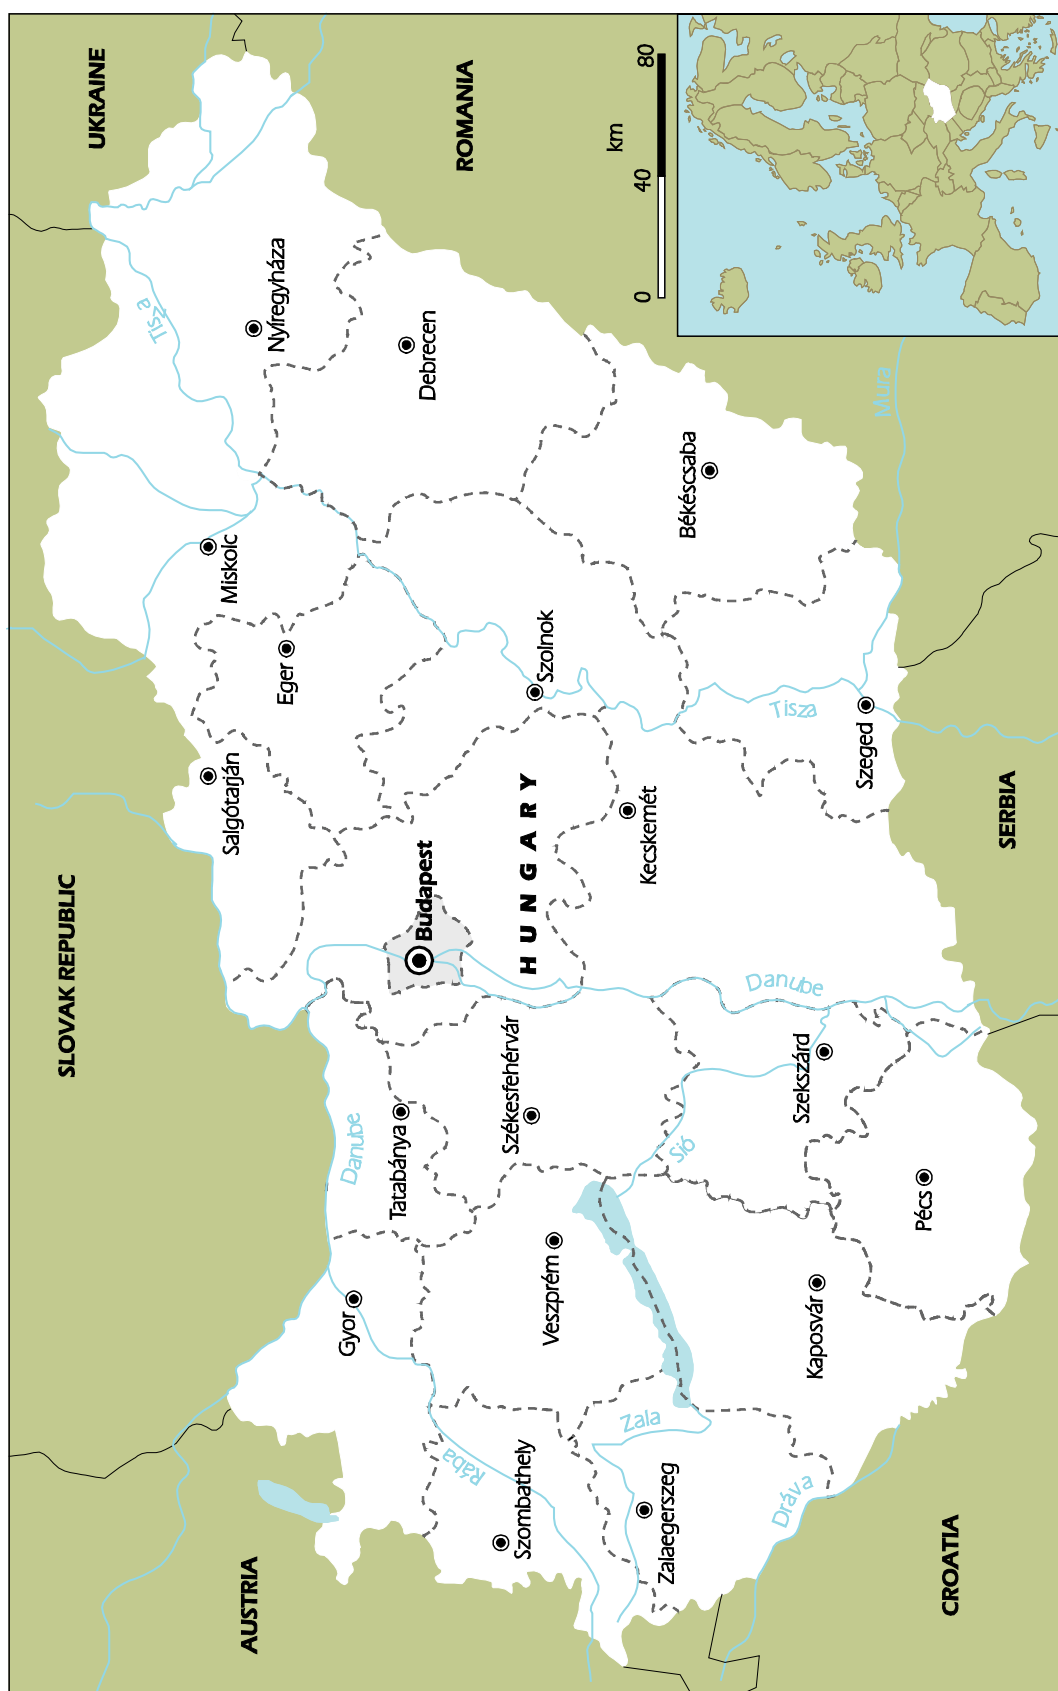 SLOVAK REPUBLIC
UKRAINE
AUSTRIA
ROMANIA
SERBIA
CROATIA
HUNGARY
Budapest
Salgótarján
Miskolc
Eger
Nyíregyháza
Debrecen
Gyor
Tatabánya
Szombathely
Veszprém
Székesfehérvár
Szolnok
Zalaegerszeg
Kecskemét
Békéscsaba
Kaposvár
Szekszárd
Szeged
Pécs
Tisza
Danube
Rába
Zala
Sió
Danube
Tisza
Dráva
Mura
0 40 80
km